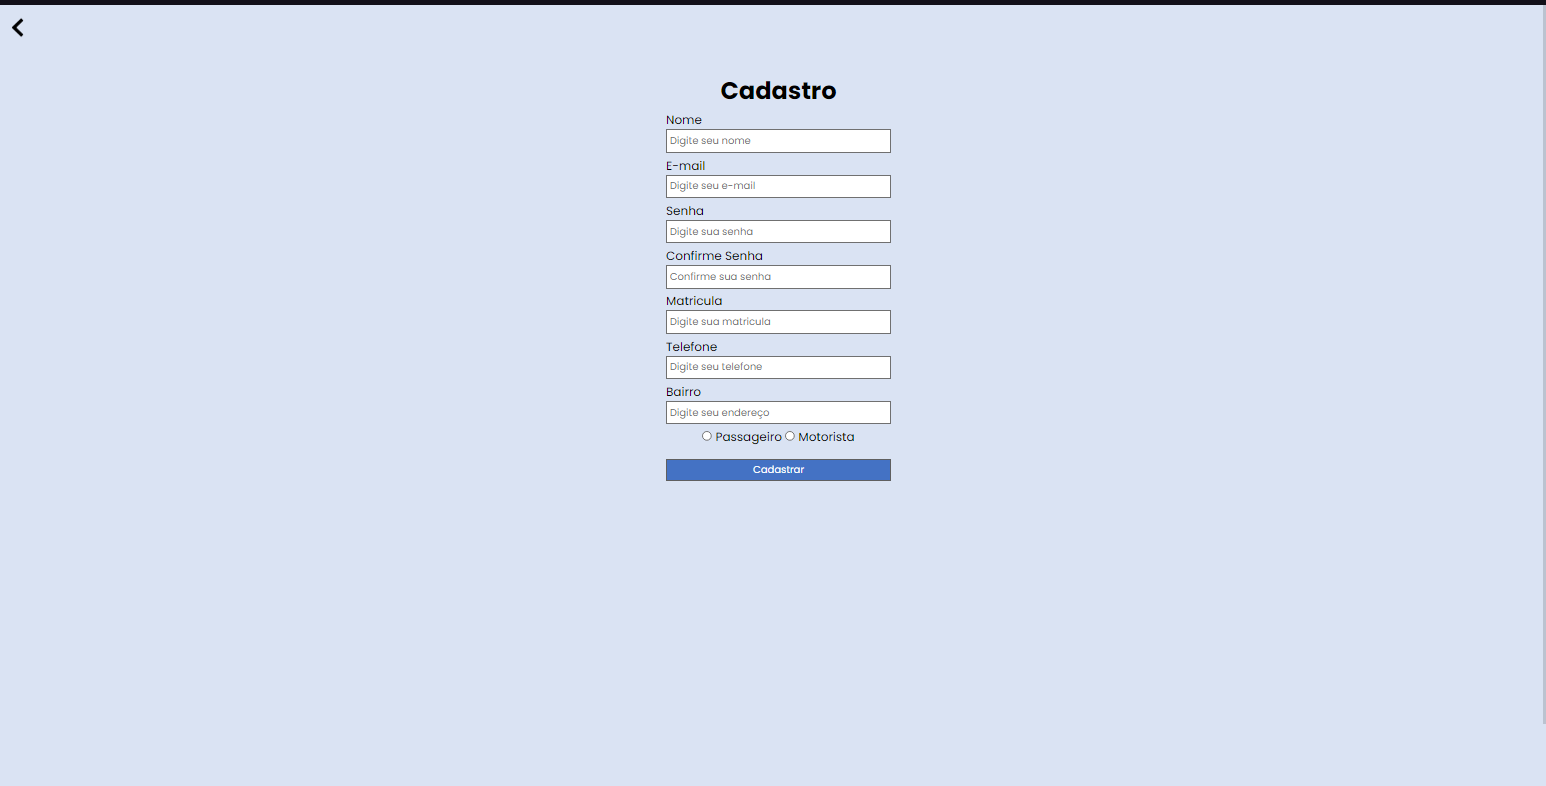 Cadastro
Nome
Digite seu nome
E-mail
Digite seu e-mail
Senha
Digite sua senha
Confirme Senha
Confirme sua senha
Matricula
Digite sua matricula
Telefone
Digite seu telefone
Bairro
Digite seu endereço
Passageiro Motorista
Cadastrar